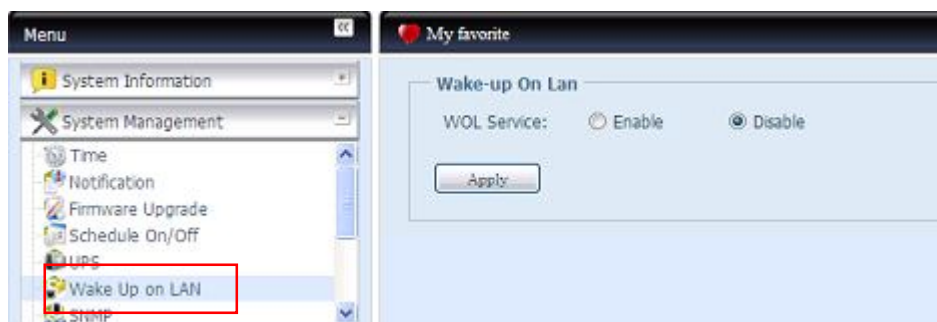 Menu
System Information
System Management
Time
Notification
Firmware Upgrade
Schedule On/Off
UPS
Wake Up on LAN
SNMP
My favorite
Wake-up On Lan
WOL Service: Enable Disable
Apply